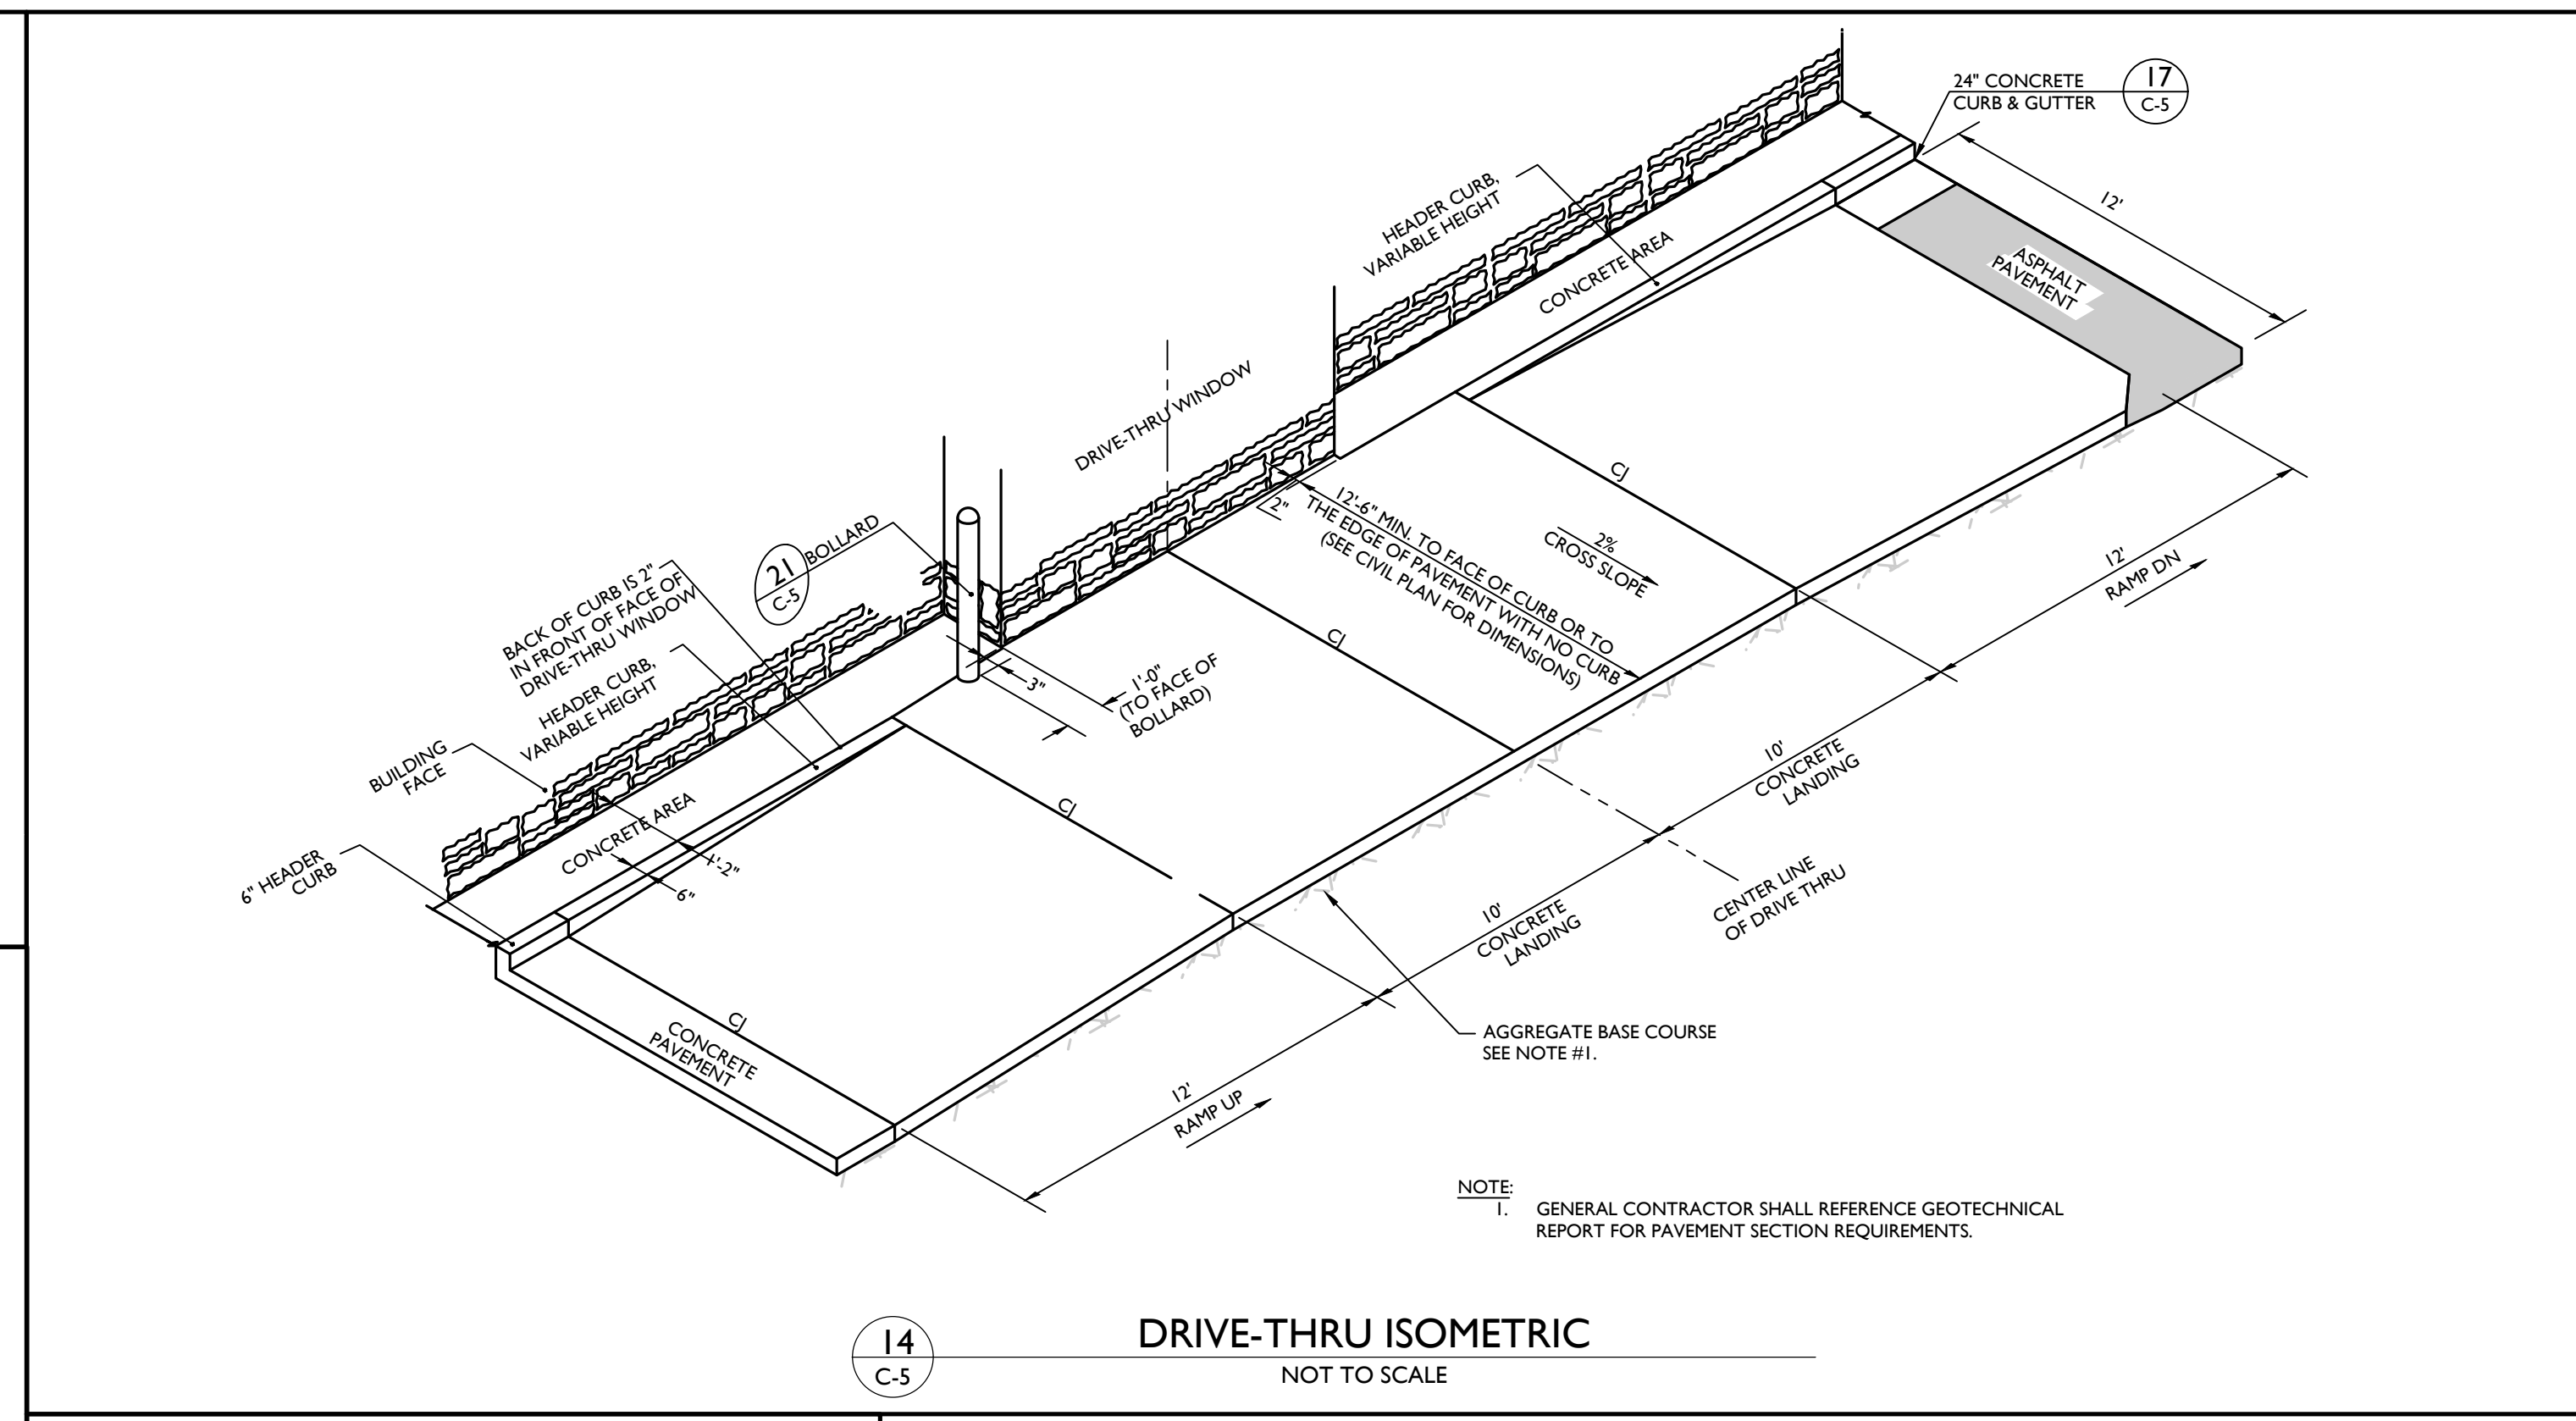 24" CONCRETE
CURB & GUTTER
17
C-5
12'
HEADER CURB,
VARIABLE HEIGHT
CONCRETE AREA
ASPHALT
PAVEMENT
DRIVE-THRU WINDOW
CJ
2"
12'-6" MIN. TO FACE OF CURB OR TO
THE EDGE OF PAVEMENT WITH NO CURB
(SEE CIVIL PLAN FOR DIMENSIONS)
2%
CROSS SLOPE
12'
RAMP DN
21
C-5
BOLLARD
BACK OF CURB IS 2"
IN FRONT OF FACE OF
DRIVE-THRU WINDOW
HEADER CURB,
VARIABLE HEIGHT
3"
1'-0"
(TO FACE OF
BOLLARD)
CJ
BUILDING
FACE
CONCRETE AREA
1'-2"
6"
6" HEADER
CURB
CJ
10'
CONCRETE
LANDING
10'
CONCRETE
LANDING
CENTER LINE
OF DRIVE THRU
CJ
CONCRETE
PAVEMENT
AGGREGATE BASE COURSE
SEE NOTE #1.
12'
RAMP UP
NOTE:
1. GENERAL CONTRACTOR SHALL REFERENCE GEOTECHNICAL
REPORT FOR PAVEMENT SECTION REQUIREMENTS.
14
C-5
DRIVE-THRU ISOMETRIC
NOT TO SCALE